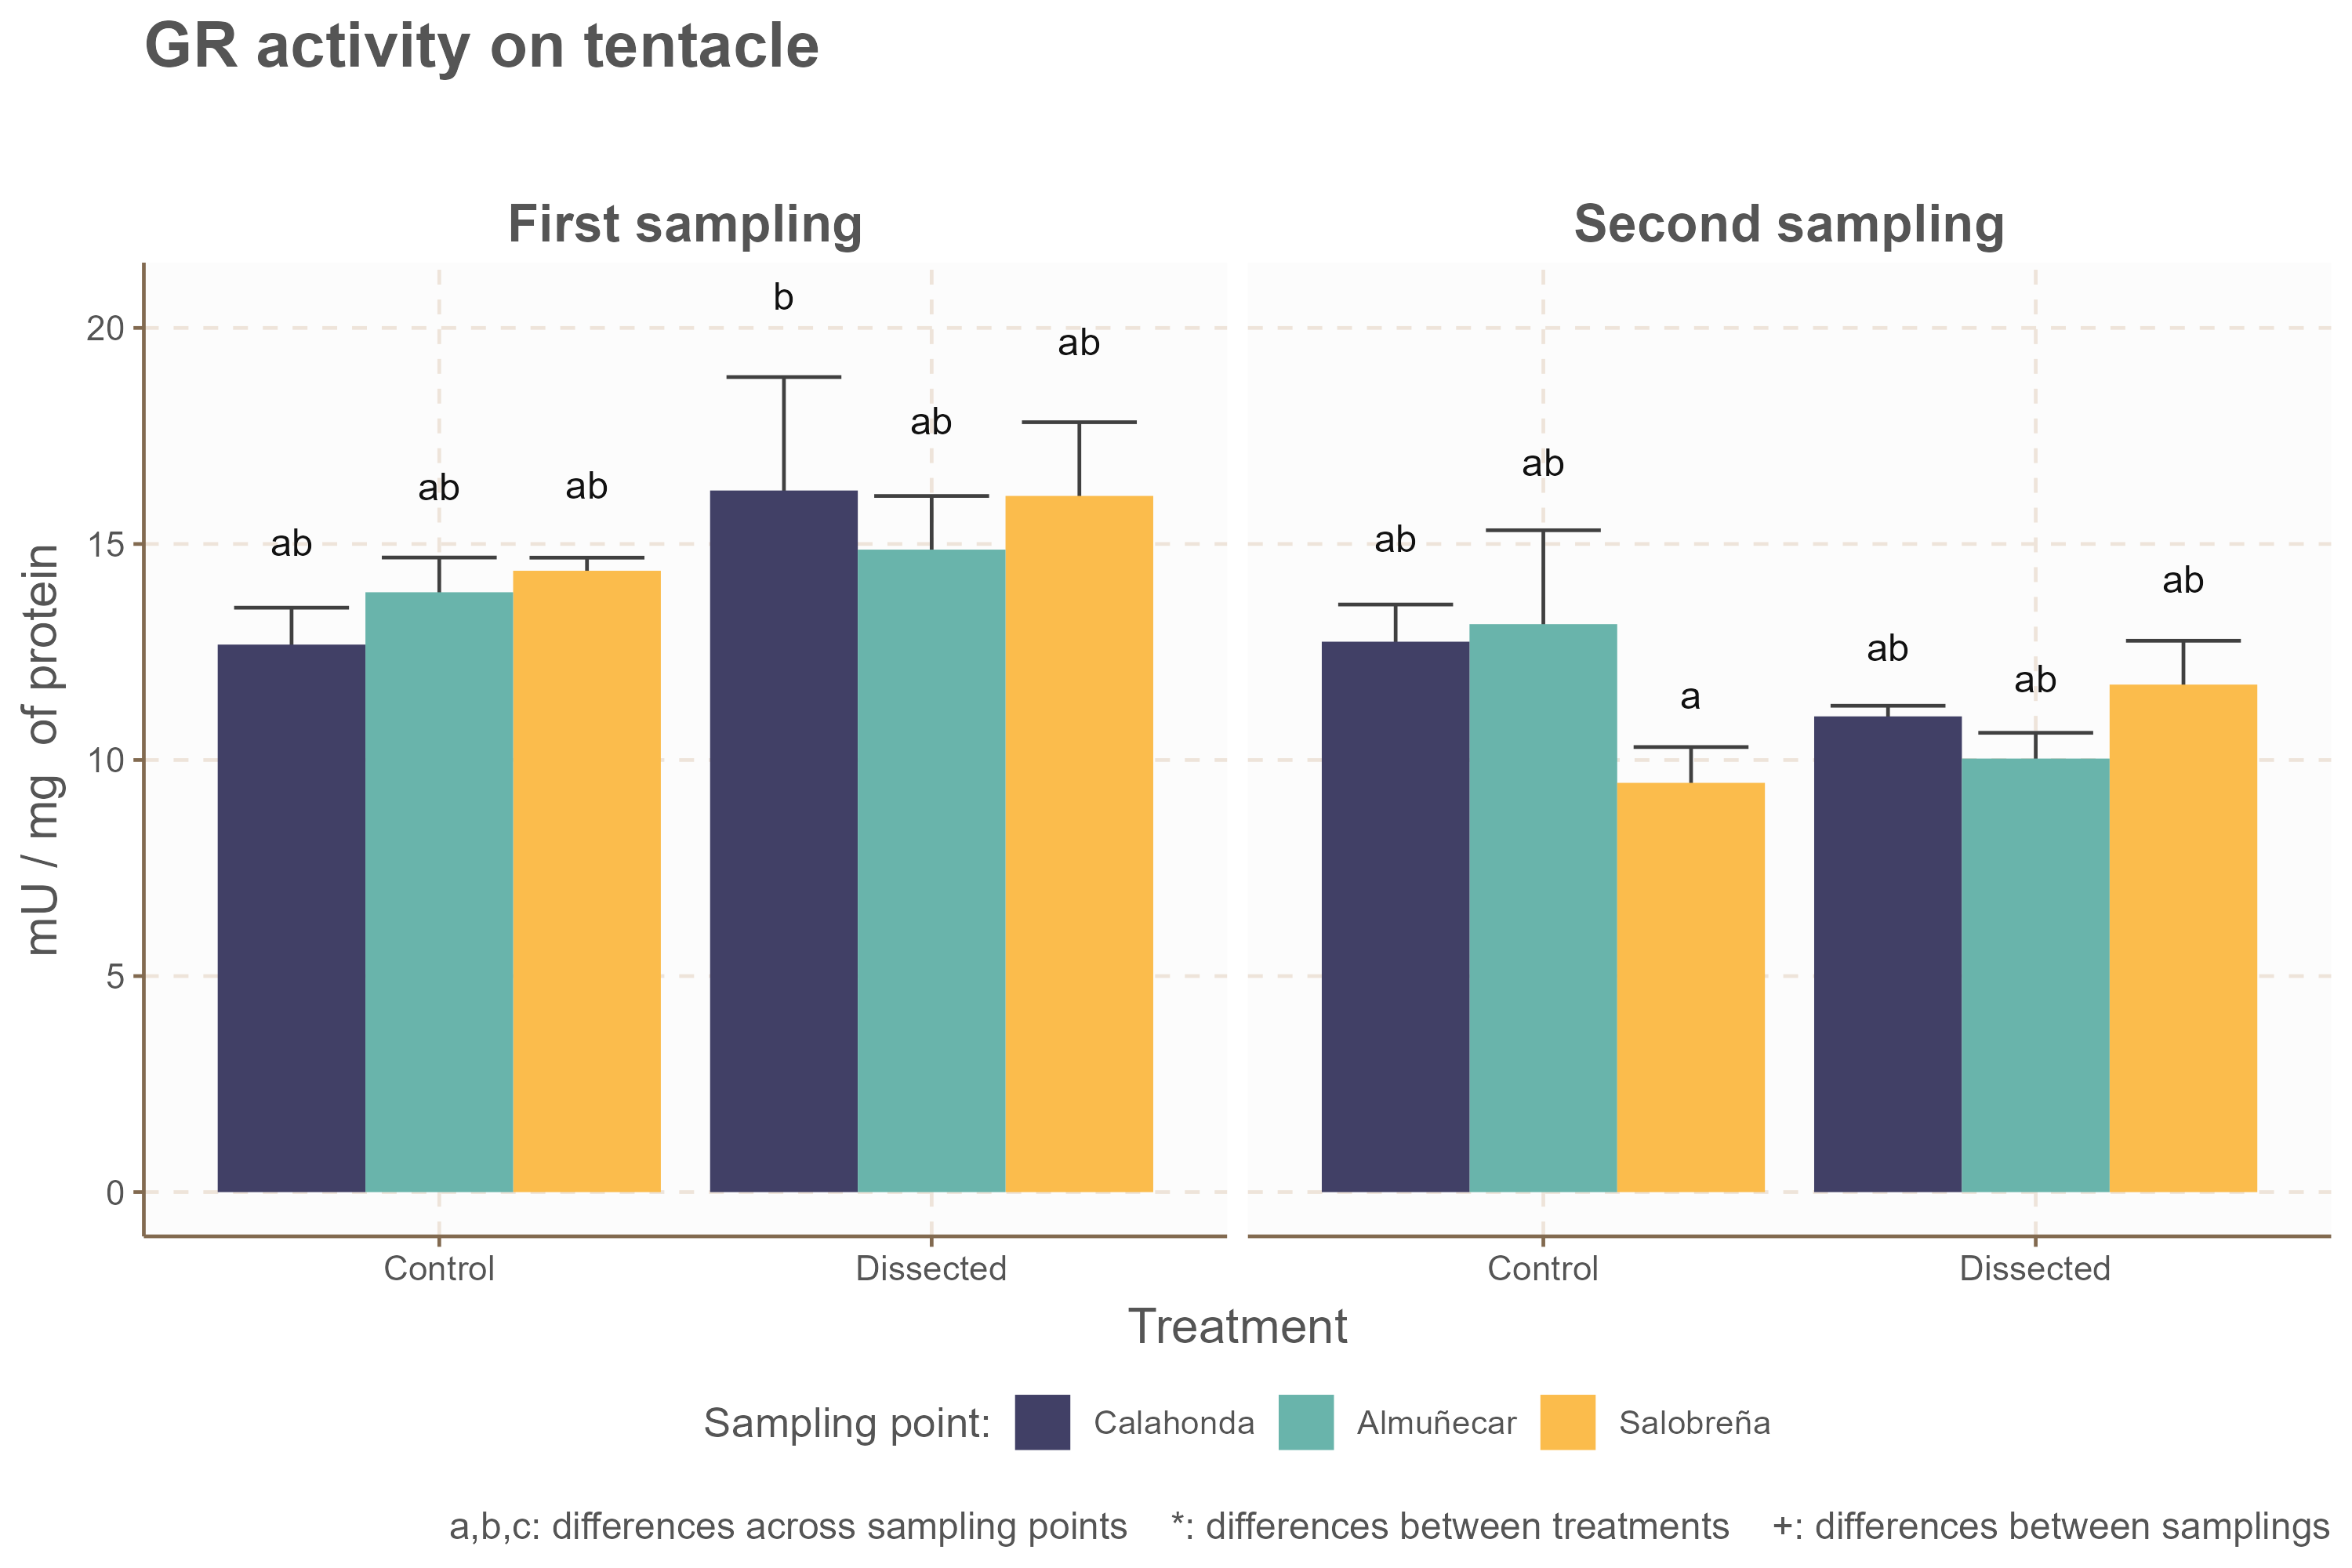 GR activity on tentacle
First sampling
Second sampling
mU / mg  of protein
20
15
10
5
0
ab
ab
ab
b
ab
ab
ab
ab
a
ab
ab
ab
Control
Dissected
Control
Dissected
Treatment
Sampling point: Calahonda Almuñecar Salobreña
a,b,c: differences across sampling points *: differences between treatments +: differences between samplings